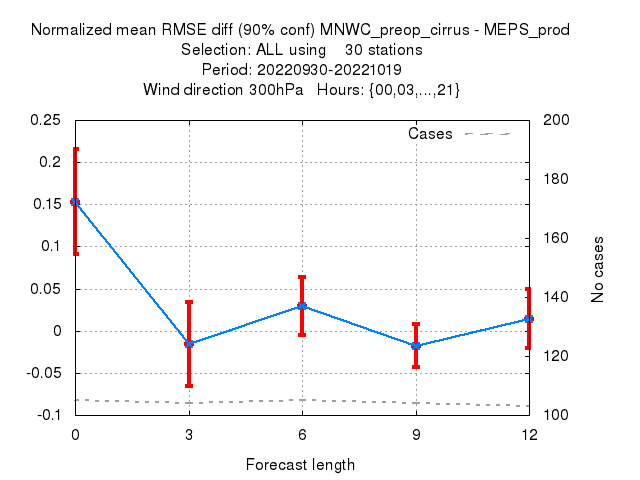 Normalized mean RMSE diff (90% conf) MNWC_preop_cirrus - MEPS_prod
Selection: ALL using    30 stations
Period: 20220930-20221019
Wind direction 300hPa   Hours: {00,03,...,21}
Cases
0.25
0.2
0.15
0.1
0.05
0
-0.05
-0.1
200
180
160
140
120
100
No cases
0 3 6 9 12
Forecast length